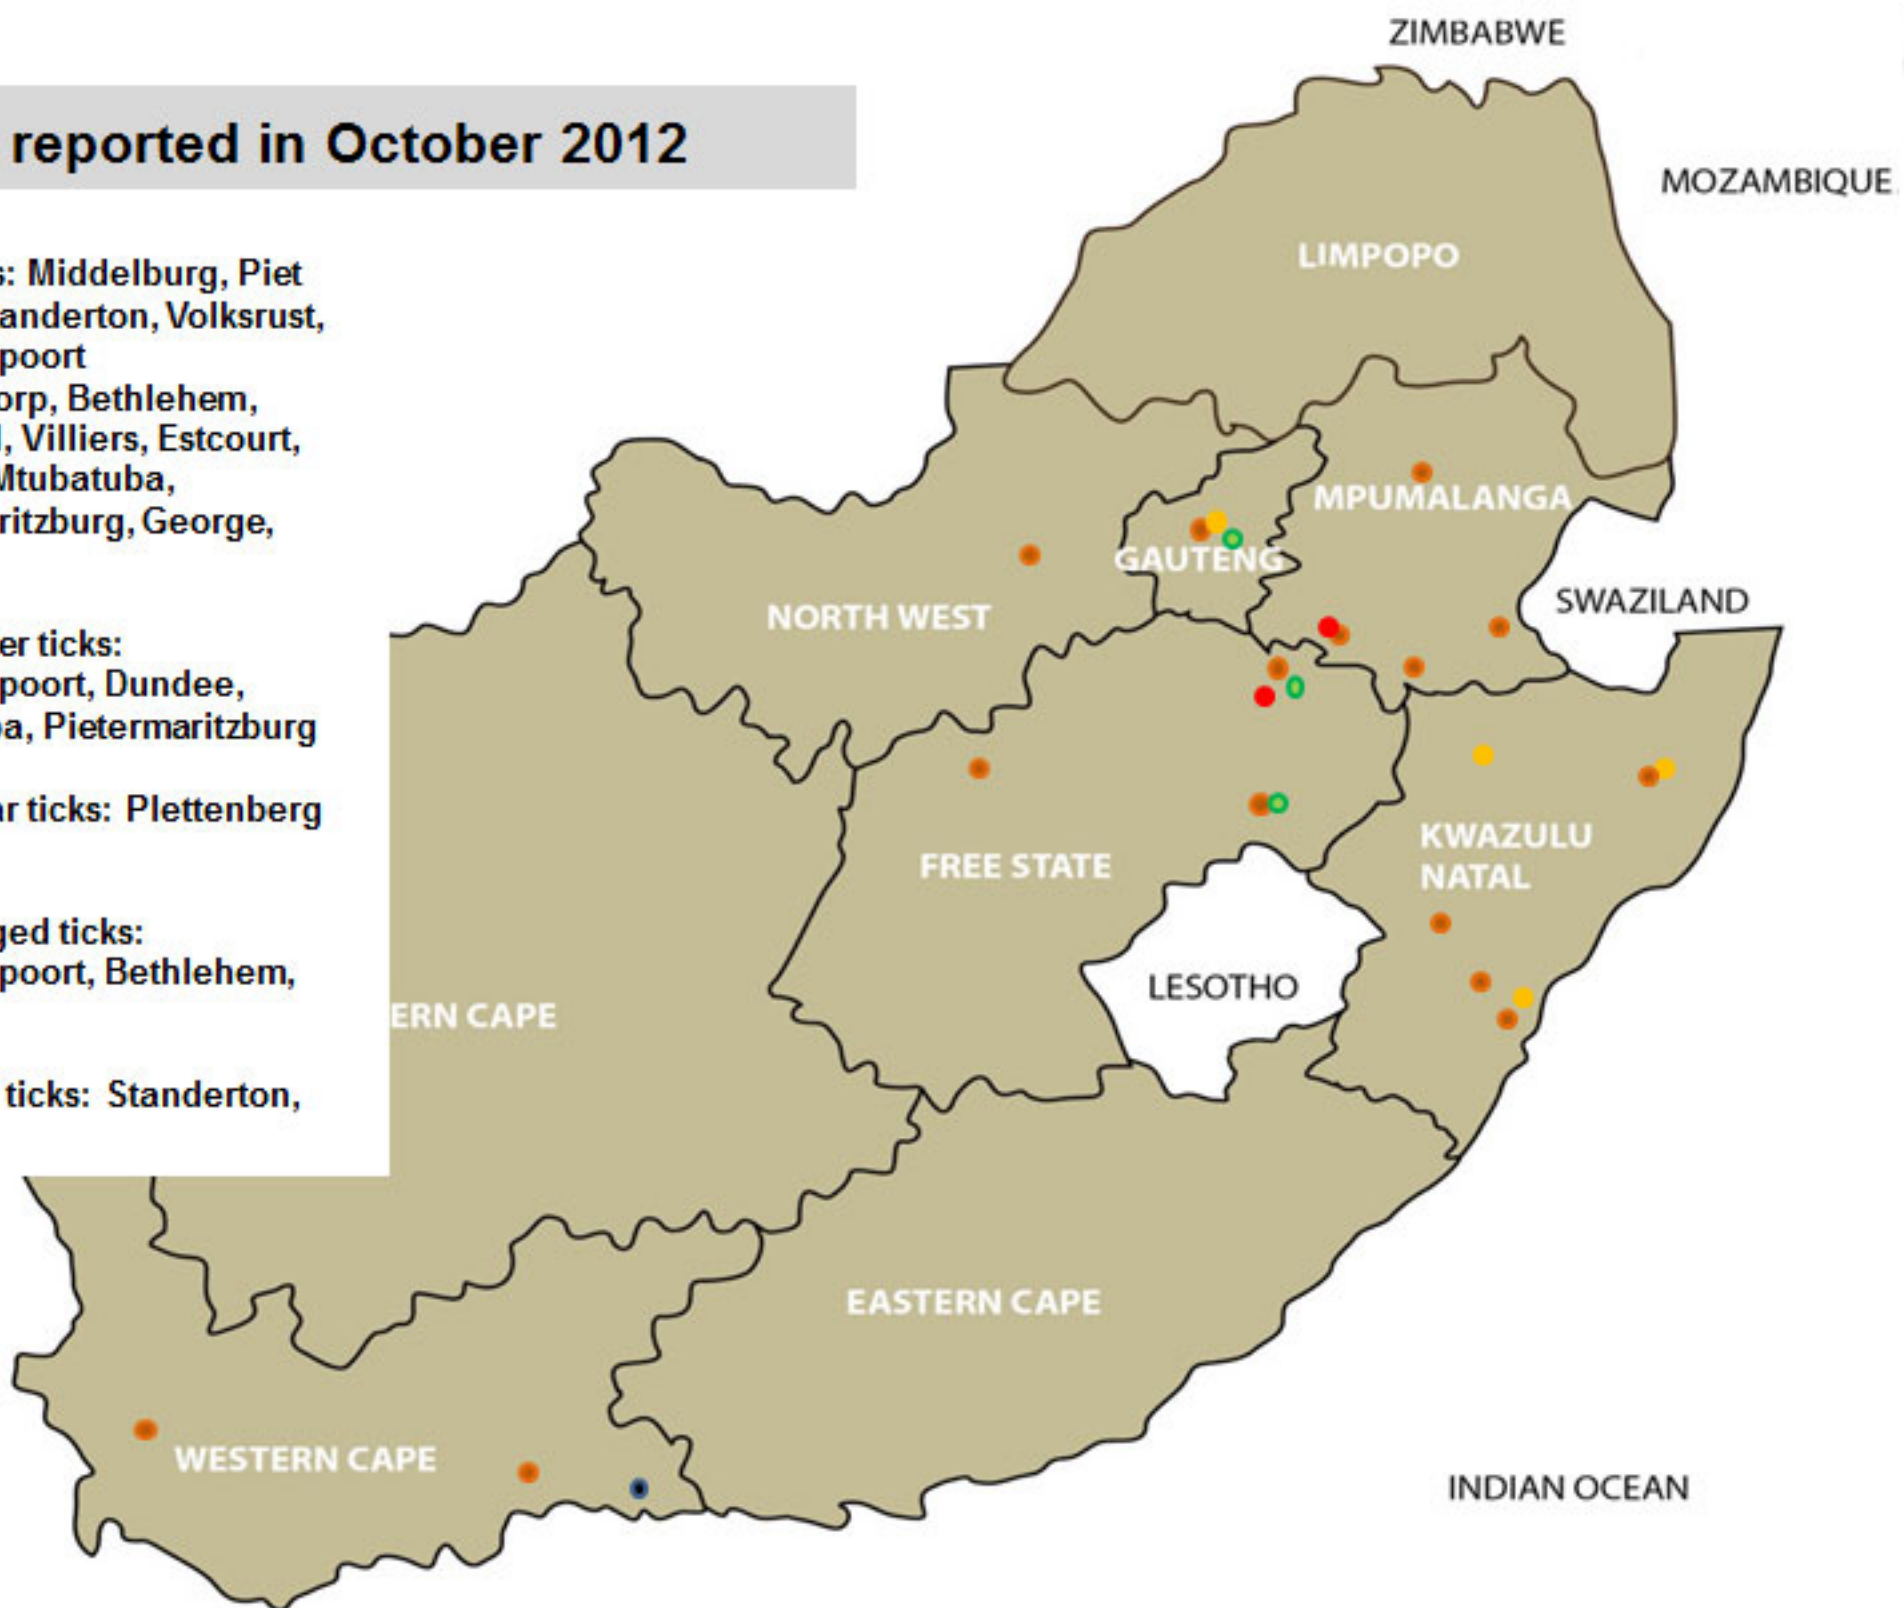 reported in October 2012
s: Middelburg, Piet
anderton, Volksrust,
poort
orp, Bethlehem,
l, Villiers, Estcourt,
Mtubatuba,
ritzburg, George,
er ticks:
poort, Dundee,
ba, Pietermaritzburg
ar ticks: Plettenberg
ged ticks:
poort, Bethlehem,
ticks: Standerton,
ZIMBABWE
MOZAMBIQUE
LIMPOPO
MPUMALANGA
GAUTENG
SWAZILAND
NORTH WEST
KWAZULU
NATAL
FREE STATE
LESOTHO
ERN CAPE
EASTERN CAPE
WESTERN CAPE
INDIAN OCEAN